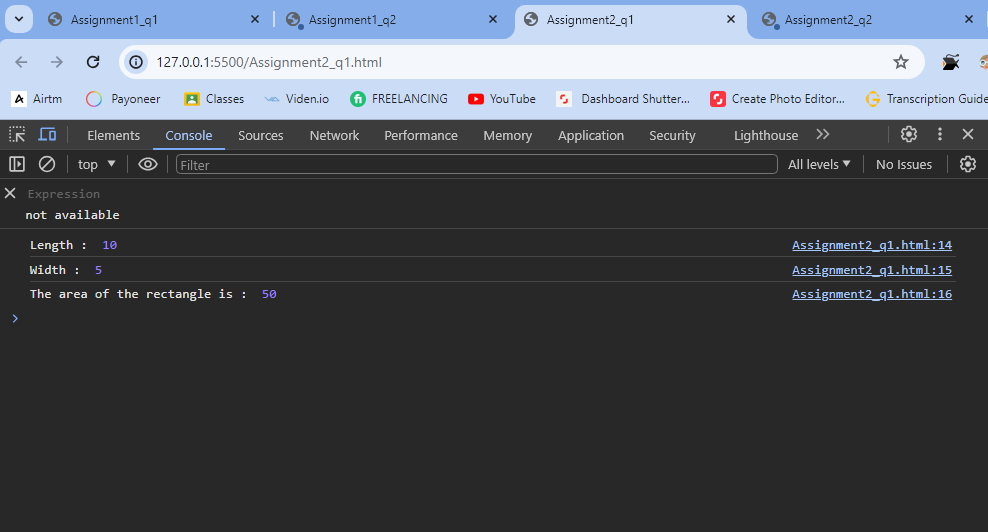 Assignment1_q1 Assignment1_q2 Assignment2_q1 Assignment2_q2
127.0.0.1:5500/Assignment2_q1.html
Airtm Payoneer Classes Viden.io FREELANCING YouTube Dashboard Shutter... Create Photo Editor... Transcription Guide
Elements Console Sources Network Performance Memory Application Security Lighthouse
top Filter All levels No Issues
Expression
not available
Length : 10 Assignment2_q1.html:14
Width : 5 Assignment2_q1.html:15
The area of the rectangle is : 50 Assignment2_q1.html:16